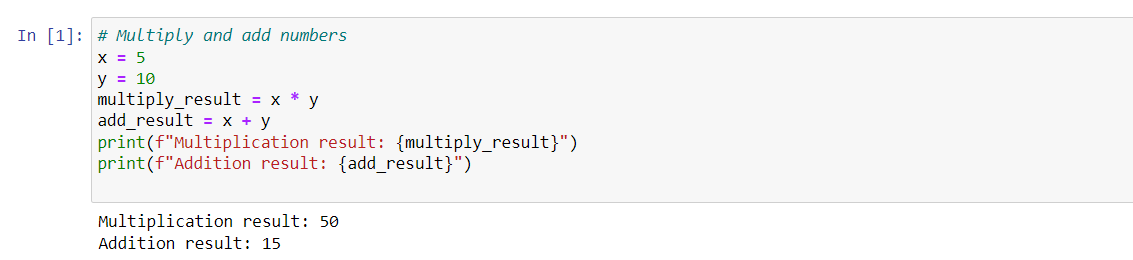 In [1]: # Multiply and add numbers
x = 5
y = 10
multiply_result = x * y
add_result = x + y
print(f"Multiplication result: {multiply_result}")
print(f"Addition result: {add_result}")
Multiplication result: 50
Addition result: 15